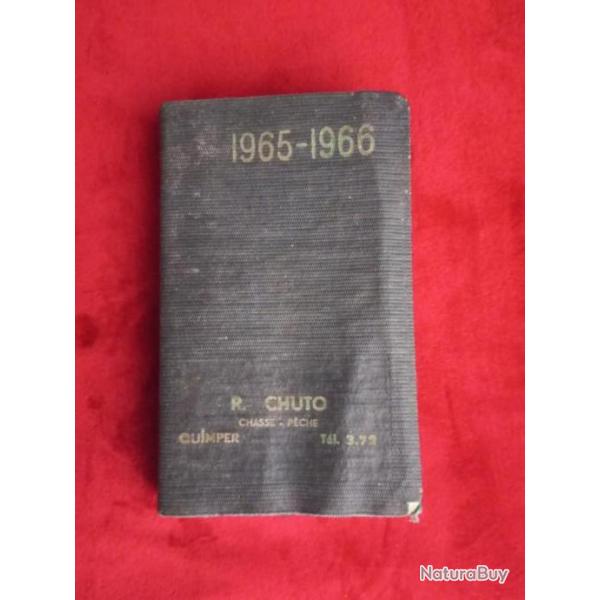 1965-1966
R. CHUTO
CHASSE - PÊCHE
QUIMPER Tél. 3.72
NaturaBuy